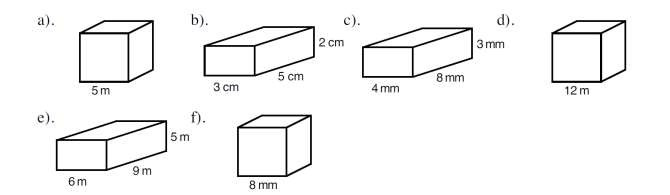 a).
b).
c).
d).
5 m
3 cm
5 cm
2 cm
4 mm
8 mm
3 mm
12 m
e).
f).
6 m
9 m
5 m
8 mm